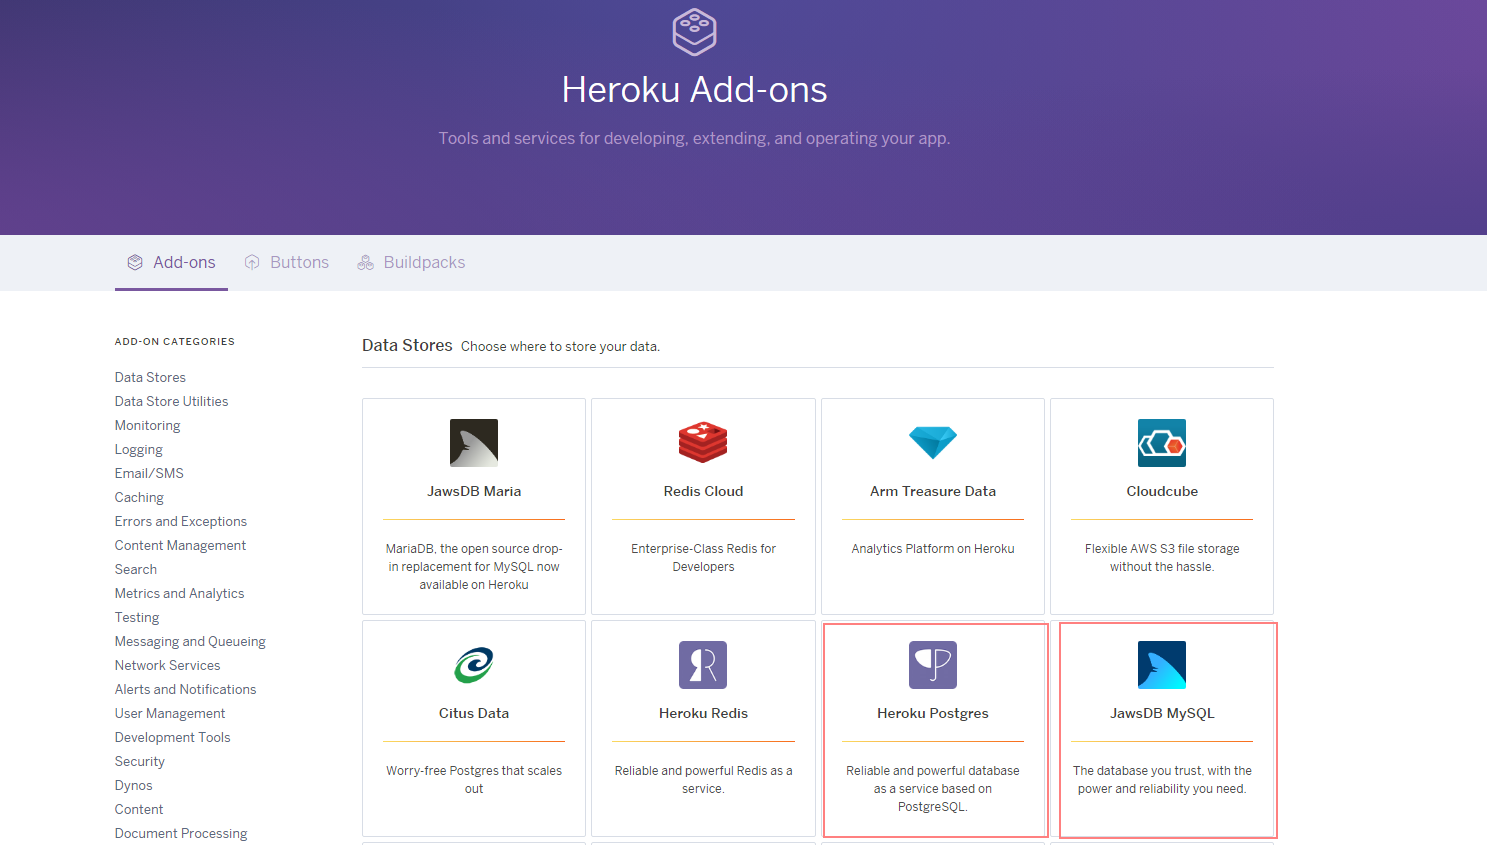 Heroku Add-ons
Tools and services for developing, extending, and operating your app.
Add-ons
Buttons
Buildpacks
ADD-ON CATEGORIES
Data Stores
Data Store Utilities
Monitoring
Logging
Email/SMS
Caching
Errors and Exceptions
Content Management
Search
Metrics and Analytics
Testing
Messaging and Queueing
Network Services
Alerts and Notifications
User Management
Development Tools
Security
Dynos
Content
Document Processing
Data Stores Choose where to store your data.
JawsDB Maria
MariaDB, the open source drop-
in replacement for MySQL now
available on Heroku
Redis Cloud
Enterprise-Class Redis for
Developers
Arm Treasure Data
Analytics Platform on Heroku
Cloudcube
Flexible AWS S3 file storage
without the hassle.
Citus Data
Worry-free Postgres that scales
out
Heroku Redis
Reliable and powerful Redis as a
service.
Heroku Postgres
Reliable and powerful database
as a service based on
PostgreSQL.
JawsDB MySQL
The database you trust, with the
power and reliability you need.